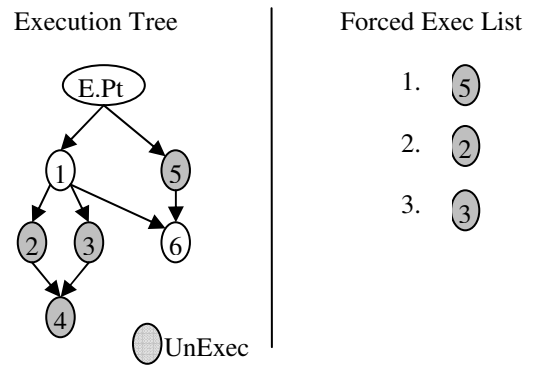 Execution Tree
E.Pt
1
5
2
3
6
4
UnExec
Forced Exec List
1. 5
2. 2
3. 3